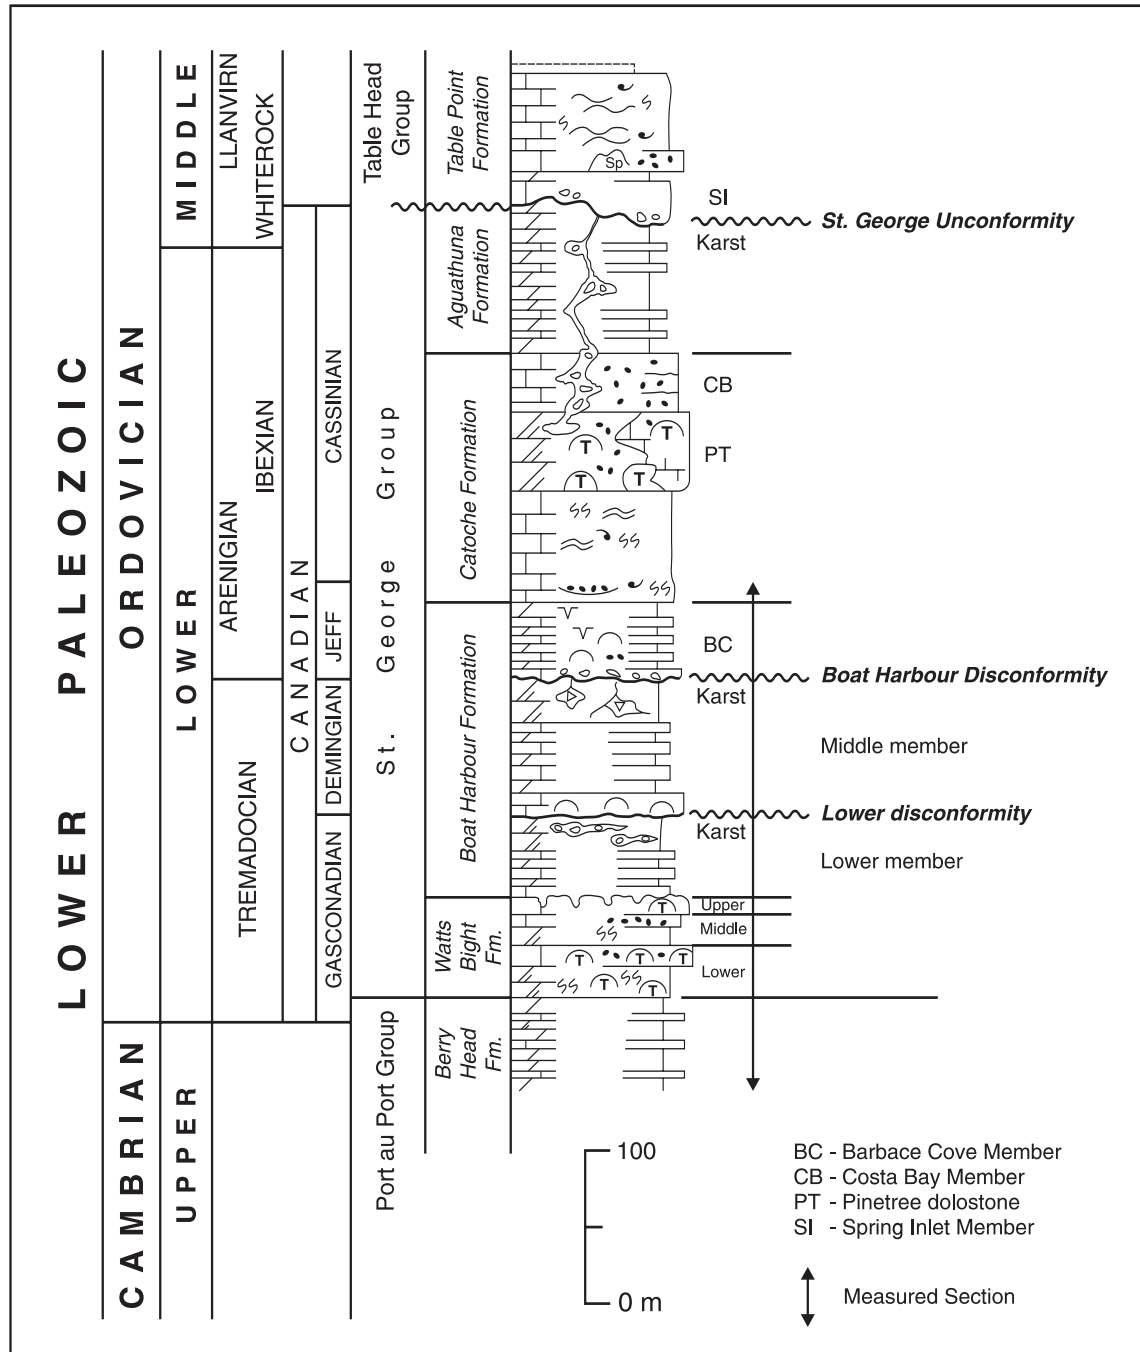 LOWER PALEOZOIC
CAMBRIAN
ORDOVICIAN
UPPER
LOWER
MIDDLE
TREMADOCIAN
ARENIGIAN
IBEXIAN
LLANVIRN
WHITEROCK
CANADIAN
GASCONADIAN
DEMINGIAN
JEFF
CASSINIAN
Port au Port Group
St. George Group
Table Head
Group
Table Point
Formation
Aguathuna
Formation
Catoche Formation
Boat Harbour Formation
Watts
Bight
Fm.
Berry
Head
Fm.
Sp
T
T
T
T
T
T
T
T
T
T
T
T
SI
St. George Unconformity
Karst
CB
PT
BC
Boat Harbour Disconformity
Karst
Middle member
Lower disconformity
Karst
Lower member
Upper
Middle
Lower
100
0 m
BC - Barbace Cove Member
CB - Costa Bay Member
PT - Pinetree dolostone
SI - Spring Inlet Member
Measured Section